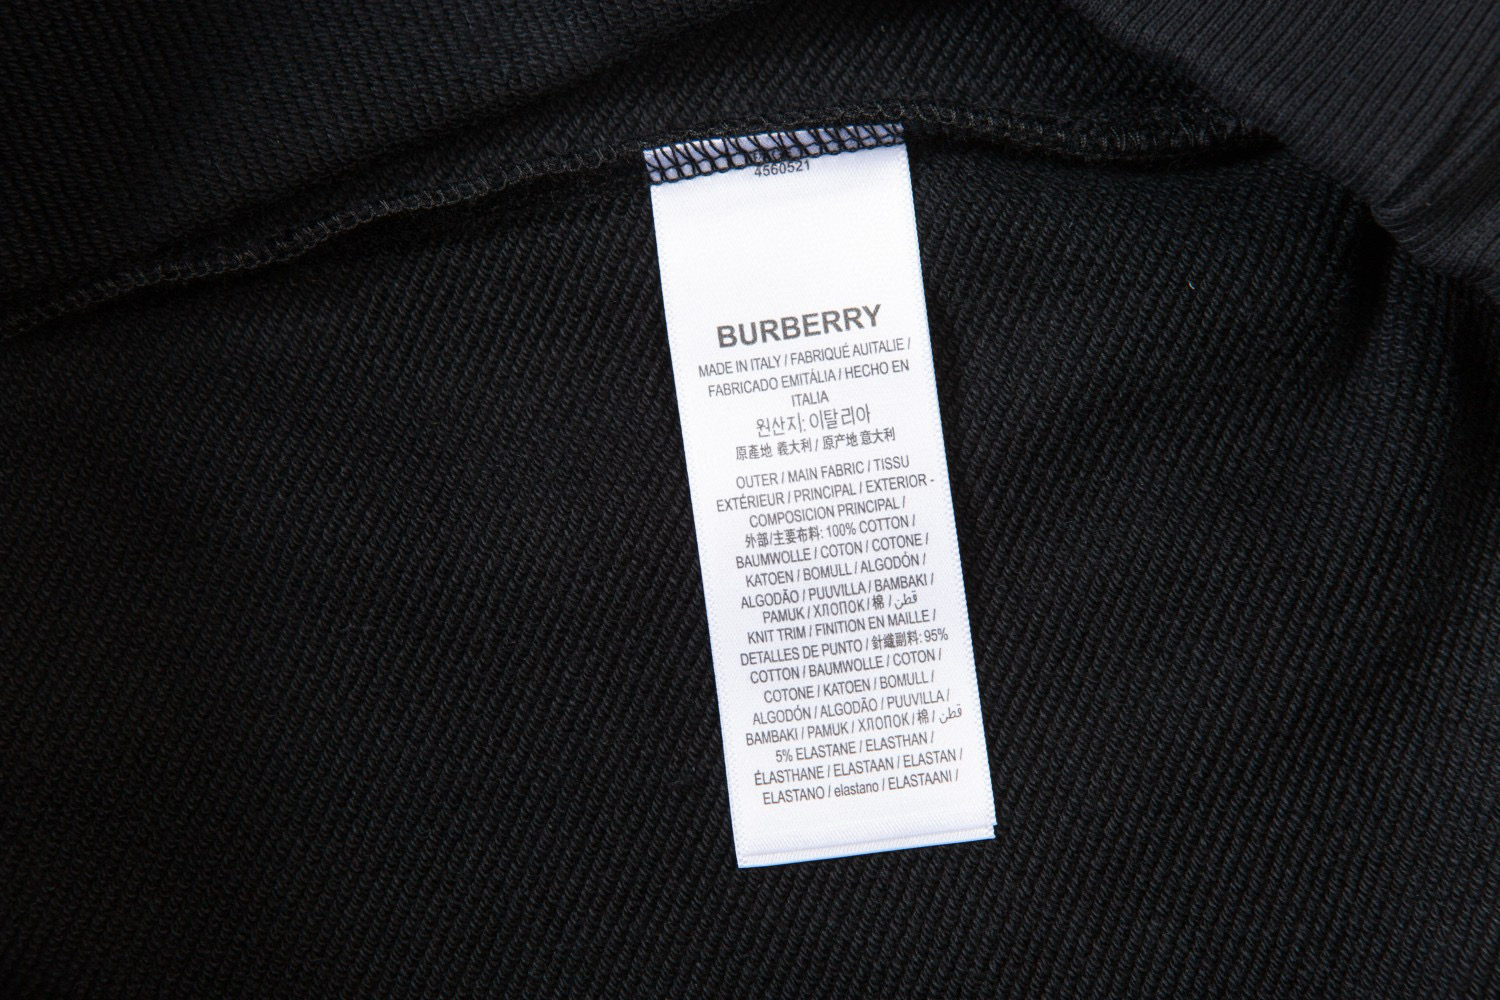 4560521
BURBERRY
MADE IN ITALY / FABRIQUÉ AUITALIE /
FABRICADO EMITÁLIA / HECHO EN
ITALIA
원산지: 이탈리아
原產地 義大利 / 原产地 意大利
OUTER / MAIN FABRIC / TISSU
EXTÉRIEUR / PRINCIPAL / EXTERIOR -
COMPOSICION PRINCIPAL /
外部/主要布料: 100% COTTON /
BAUMWOLLE / COTON / COTONE /
KATOEN / BOMULL / ALGODÓN /
ALGODÃO / PUUVILLA / BAMBAKI /
PAMUK / ХЛОПОК / 棉 / قطن
KNIT TRIM / FINITION EN MAILLE /
DETALLES DE PUNTO / 針織副料: 95%
COTTON / BAUMWOLLE / COTON /
COTONE / KATOEN / BOMULL /
ALGODÓN / ALGODÃO / PUUVILLA /
BAMBAKI / PAMUK / ХЛОПОК / 棉 / قطن
5% ELASTANE / ELASTHAN /
ÉLASTHANE / ELASTAAN / ELASTAN /
ELASTANO / elastano / ELASTAANI /